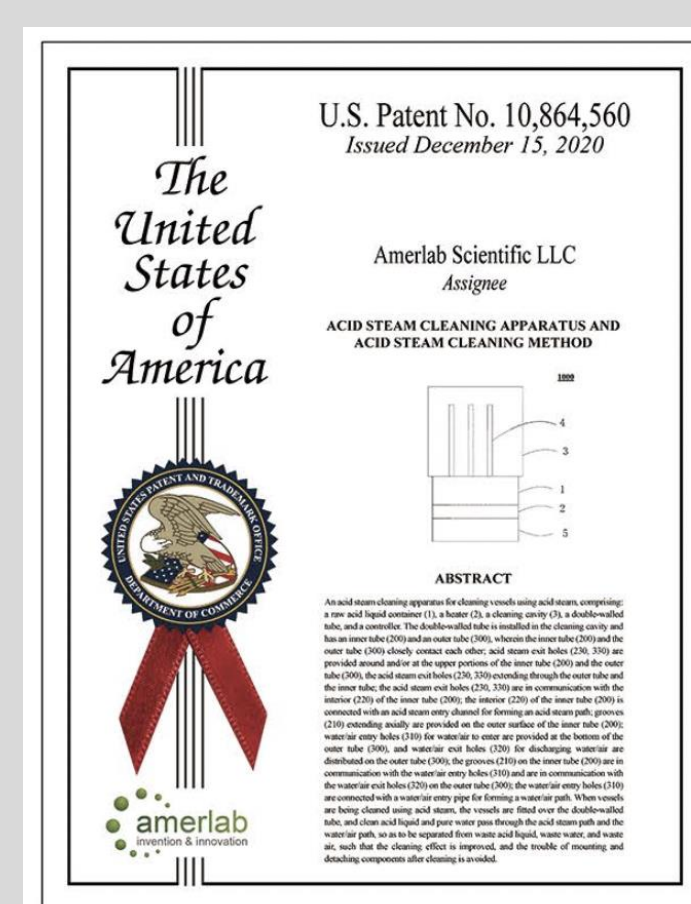 The
United
States
of
America
UNITED STATES PATENT AND TRADEMARK OFFICE
DEPARTMENT OF COMMERCE
amerlab
invention & innovation
U.S. Patent No. 10,864,560
Issued December 15, 2020
Amerlab Scientific LLC
Assignee
ACID STEAM CLEANING APPARATUS AND
ACID STEAM CLEANING METHOD
1000
4
3
1
2
5
ABSTRACT
An acid steam cleaning apparatus for cleaning vessels using acid steam, comprising:
a raw acid liquid container (1), a heater (2), a cleaning cavity (3), a double-walled
tube, and a controller. The double-walled tube is installed in the cleaning cavity and
has an inner tube (200) and an outer tube (300), wherein the inner tube (200) and the
outer tube (300) closely contact each other; acid steam exit holes (230, 330) are
provided around and/or at the upper portions of the inner tube (200) and the outer
tube (300), the acid steam exit holes (230, 330) extending through the outer tube and
the inner tube; the acid steam exit holes (230, 330) are in communication with the
interior (220) of the inner tube (200); the interior (220) of the inner tube (200) is
connected with an acid steam entry channel for forming an acid steam path; grooves
(210) extending axially are provided on the outer surface of the inner tube (200);
water/air entry holes (310) for water/air to enter are provided at the bottom of the
outer tube (300), and water/air exit holes (320) for discharging water/air are
distributed on the outer tube (300); the grooves (210) on the inner tube (200) are in
communication with the water/air entry holes (310) and are in communication with
the water/air exit holes (320) on the outer tube (300); the water/air entry holes (310)
are connected with a water/air entry pipe for forming a water/air path. When vessels
are being cleaned using acid steam, the vessels are fitted over the double-walled
tube, and clean acid liquid and pure water pass through the acid steam path and the
water/air path, so as to be separated from waste acid liquid, waste water, and waste
air, such that the cleaning effect is improved, and the trouble of mounting and
detaching components after cleaning is avoided.